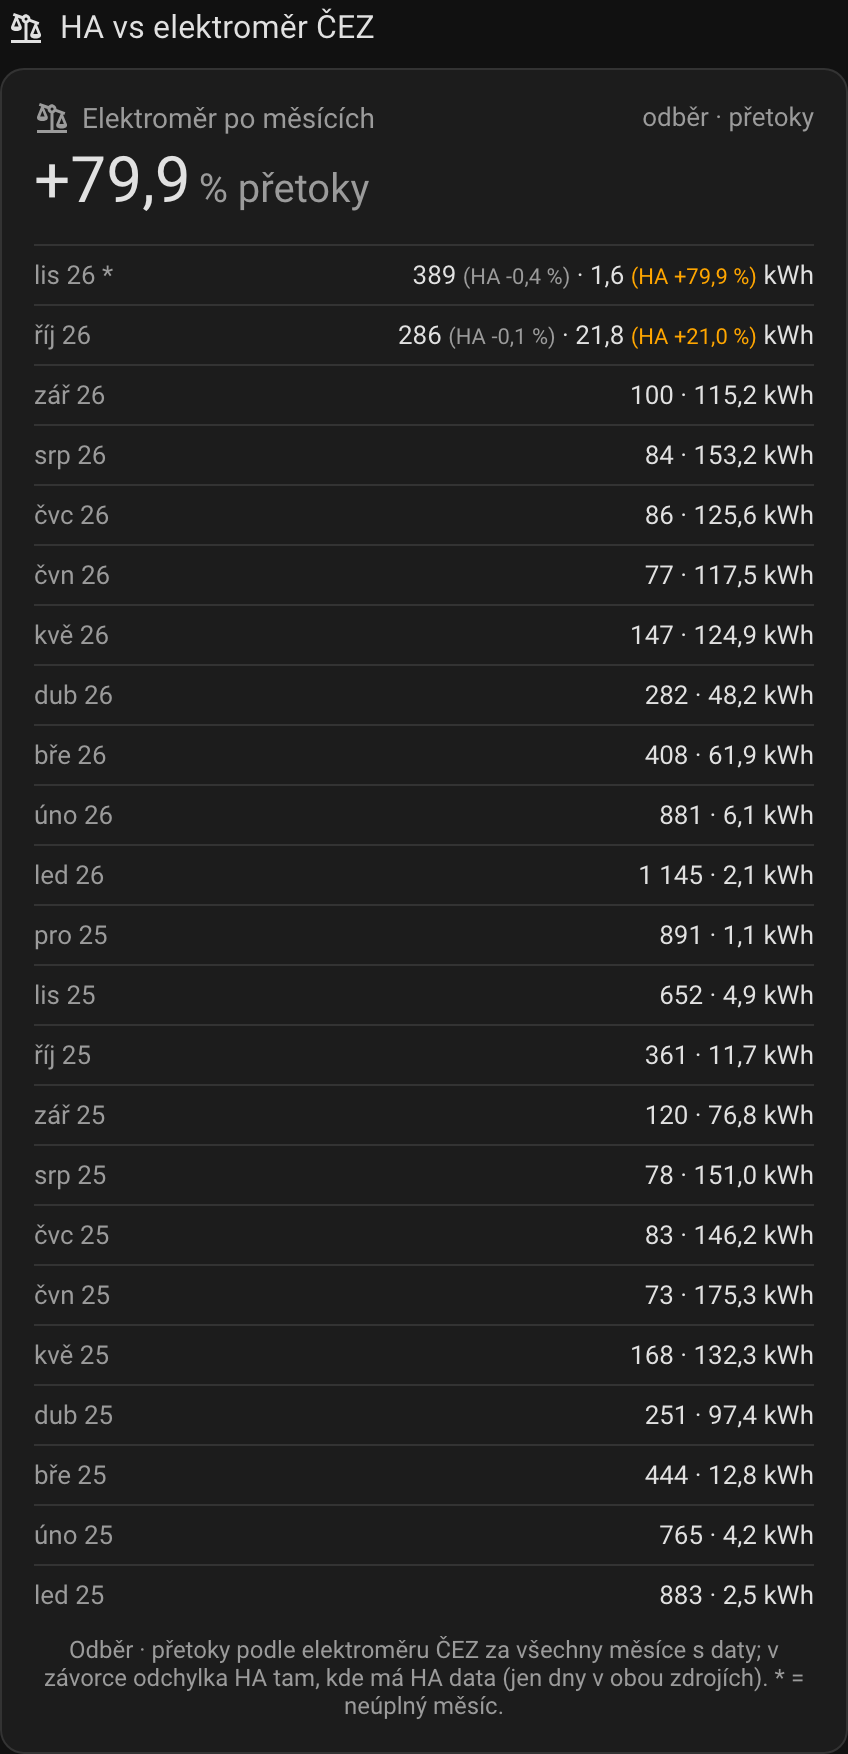 HA vs elektroměr ČEZ
Elektroměr po měsících odběr · přetoky
+79,9 % přetoky
lis 26 * 389 (HA -0,4 %) · 1,6 (HA +79,9 %) kWh
říj 26 286 (HA -0,1 %) · 21,8 (HA +21,0 %) kWh
zář 26 100 · 115,2 kWh
srp 26 84 · 153,2 kWh
čvc 26 86 · 125,6 kWh
čvn 26 77 · 117,5 kWh
kvě 26 147 · 124,9 kWh
dub 26 282 · 48,2 kWh
bře 26 408 · 61,9 kWh
úno 26 881 · 6,1 kWh
led 26 1 145 · 2,1 kWh
pro 25 891 · 1,1 kWh
lis 25 652 · 4,9 kWh
říj 25 361 · 11,7 kWh
zář 25 120 · 76,8 kWh
srp 25 78 · 151,0 kWh
čvc 25 83 · 146,2 kWh
čvn 25 73 · 175,3 kWh
kvě 25 168 · 132,3 kWh
dub 25 251 · 97,4 kWh
bře 25 444 · 12,8 kWh
úno 25 765 · 4,2 kWh
led 25 883 · 2,5 kWh
Odběr · přetoky podle elektroměru ČEZ za všechny měsíce s daty; v
závorce odchylka HA tam, kde má HA data (jen dny v obou zdrojích). * =
neúplný měsíc.